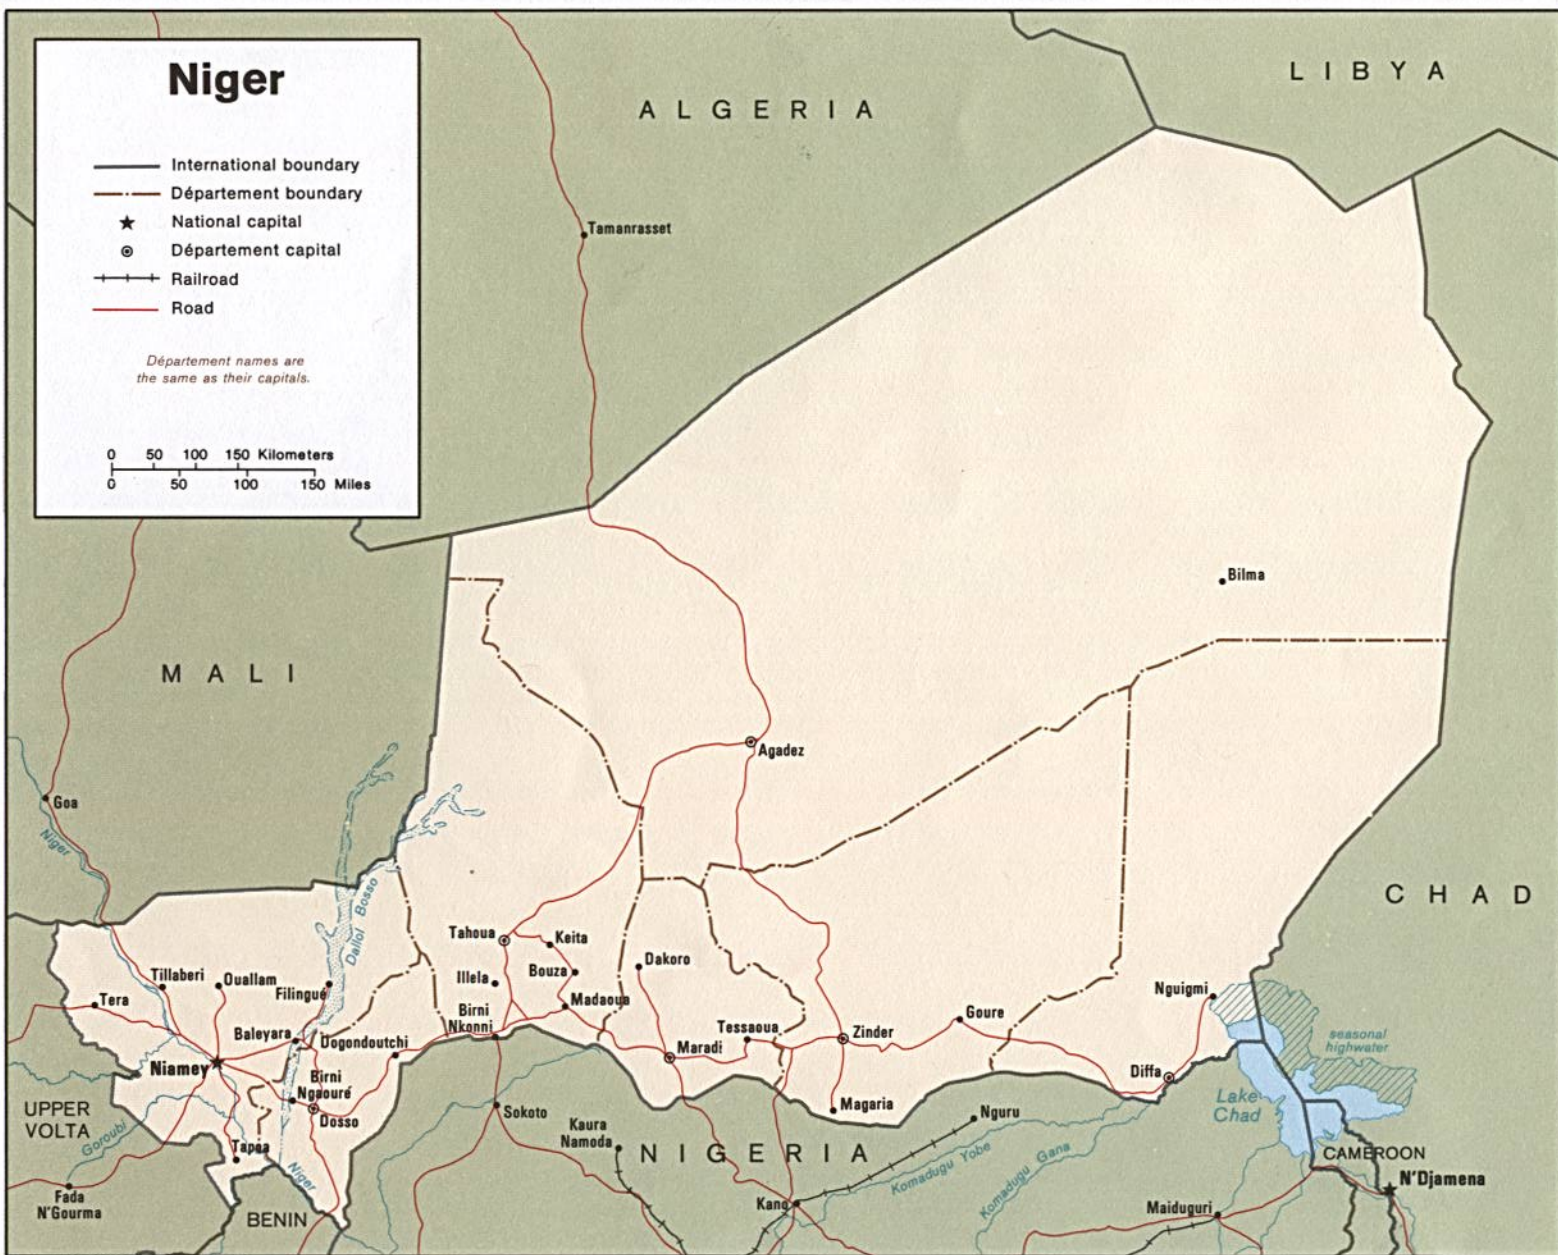 Niger
International boundary
Département boundary
National capital
Département capital
Railroad
Road
Département names are
the same as their capitals.
0 50 100 150 Kilometers
0 50 100 150 Miles
ALGERIA
LIBYA
Tamanrasset
Bilma
MALI
Agadez
Goa
Niger
Dallol Bosso
CHAD
Tahoua
Keita
Illela
Bouza
Dakoro
Tillaberi
Ouallam
Filingué
Tera
Birni
Nkonni
Madaoua
Nguigmi
Goure
Baleyara
Dogondoutchi
Tessaoua
Zinder
Maradi
seasonal
highwater
Niamey
Birni
Ngaouré
Diffa
Dosso
Magaria
Lake
Chad
UPPER
VOLTA
Goroubi
Sokoto
Nguru
Kaura
Namoda
Tapoa
NIGERIA
Komadugu Yobe
Komadugu Gana
CAMEROON
N'Djamena
Niger
Fada
N'Gourma
BENIN
Kano
Maiduguri